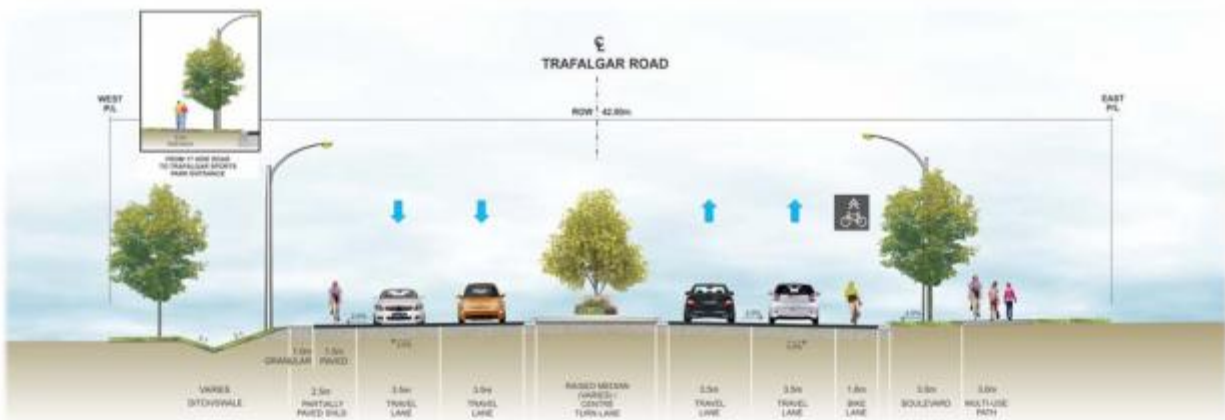 ℄
TRAFALGAR ROAD
WEST
P/L
ROW 42.00m
EAST
P/L
FROM 17 SIDE ROAD
TO TRAFALGAR SPORTS
PARK ENTRANCE
1.0m
GRANULAR
1.5m
PAVED
VARIES
DITCH/SWALE
2.5m
PARTIALLY
PAVED SHLD
3.5m
TRAVEL
LANE
3.5m
TRAVEL
LANE
RAISED MEDIAN
(VARIES) /
CENTRE
TURN-LANE
3.5m
TRAVEL
LANE
3.5m
TRAVEL
LANE
1.8m
BIKE
LANE
BOULEVARD
3.0m
MULTI-USE
PATH